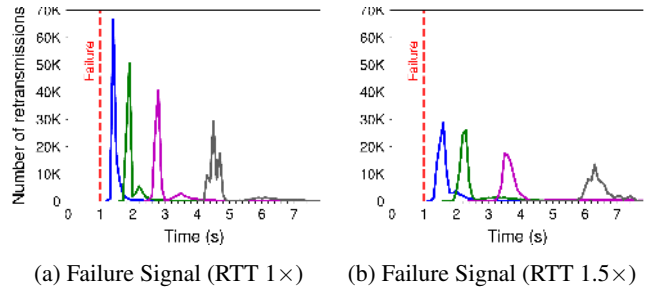 70K
60K
50K
40K
30K
20K
10K
0
Number of retransmissions
Failure
0 1 2 3 4 5 6 7
Time (s)
(a) Failure Signal (RTT 1×)
70K
60K
50K
40K
30K
20K
10K
0
Failure
0 1 2 3 4 5 6 7
Time (s)
(b) Failure Signal (RTT 1.5×)